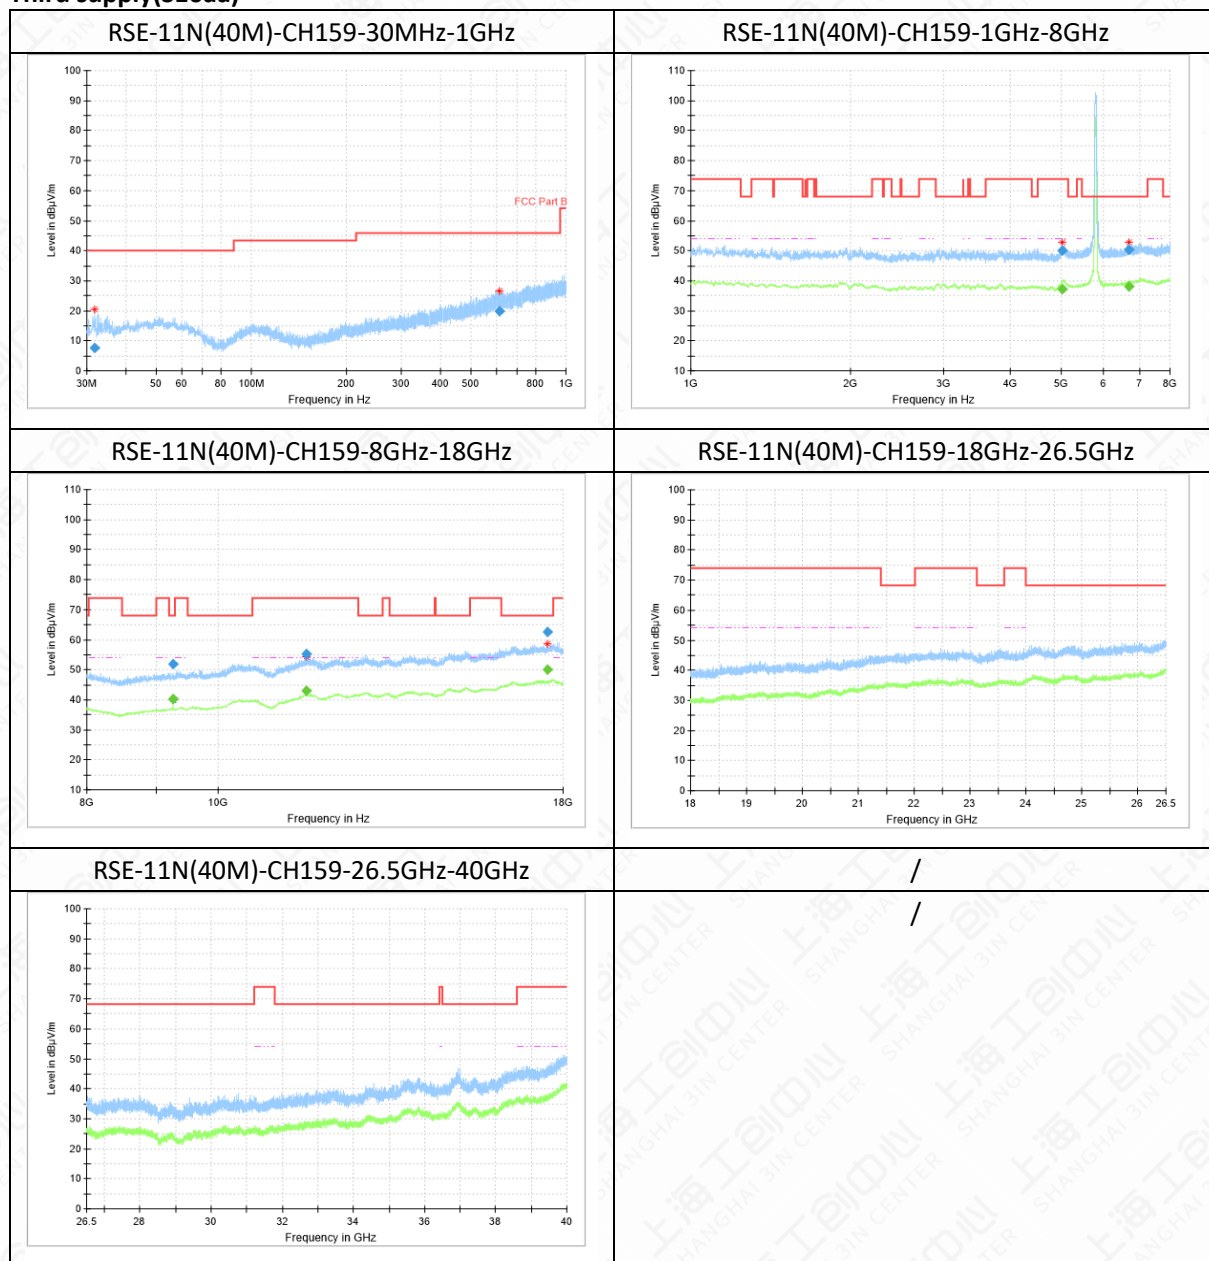 RSE-11N(40M)-CH159-30MHz-1GHz
RSE-11N(40M)-CH159-1GHz-8GHz
100
90
80
70
60
50
40
30
20
10
0
Level in dBµV/m
FCC Part B
30M 50 60 80 100M 200 300 400 500 800 1G
Frequency in Hz
110
100
90
80
70
60
50
40
30
20
10
Level in dBµV/m
1G 2G 3G 4G 5G 6 7 8G
Frequency in Hz
RSE-11N(40M)-CH159-8GHz-18GHz
RSE-11N(40M)-CH159-18GHz-26.5GHz
110
100
90
80
70
60
50
40
30
20
10
Level in dBµV/m
8G 10G 18G
Frequency in Hz
100
90
80
70
60
50
40
30
20
10
0
Level in dBµV/m
18 19 20 21 22 23 24 25 26 26.5
Frequency in GHz
RSE-11N(40M)-CH159-26.5GHz-40GHz
/
100
90
80
70
60
50
40
30
20
10
0
Level in dBµV/m
26.5 28 30 32 34 36 38 40
Frequency in GHz
/
上海工创中心
SHANGHAI 3IN CENTER